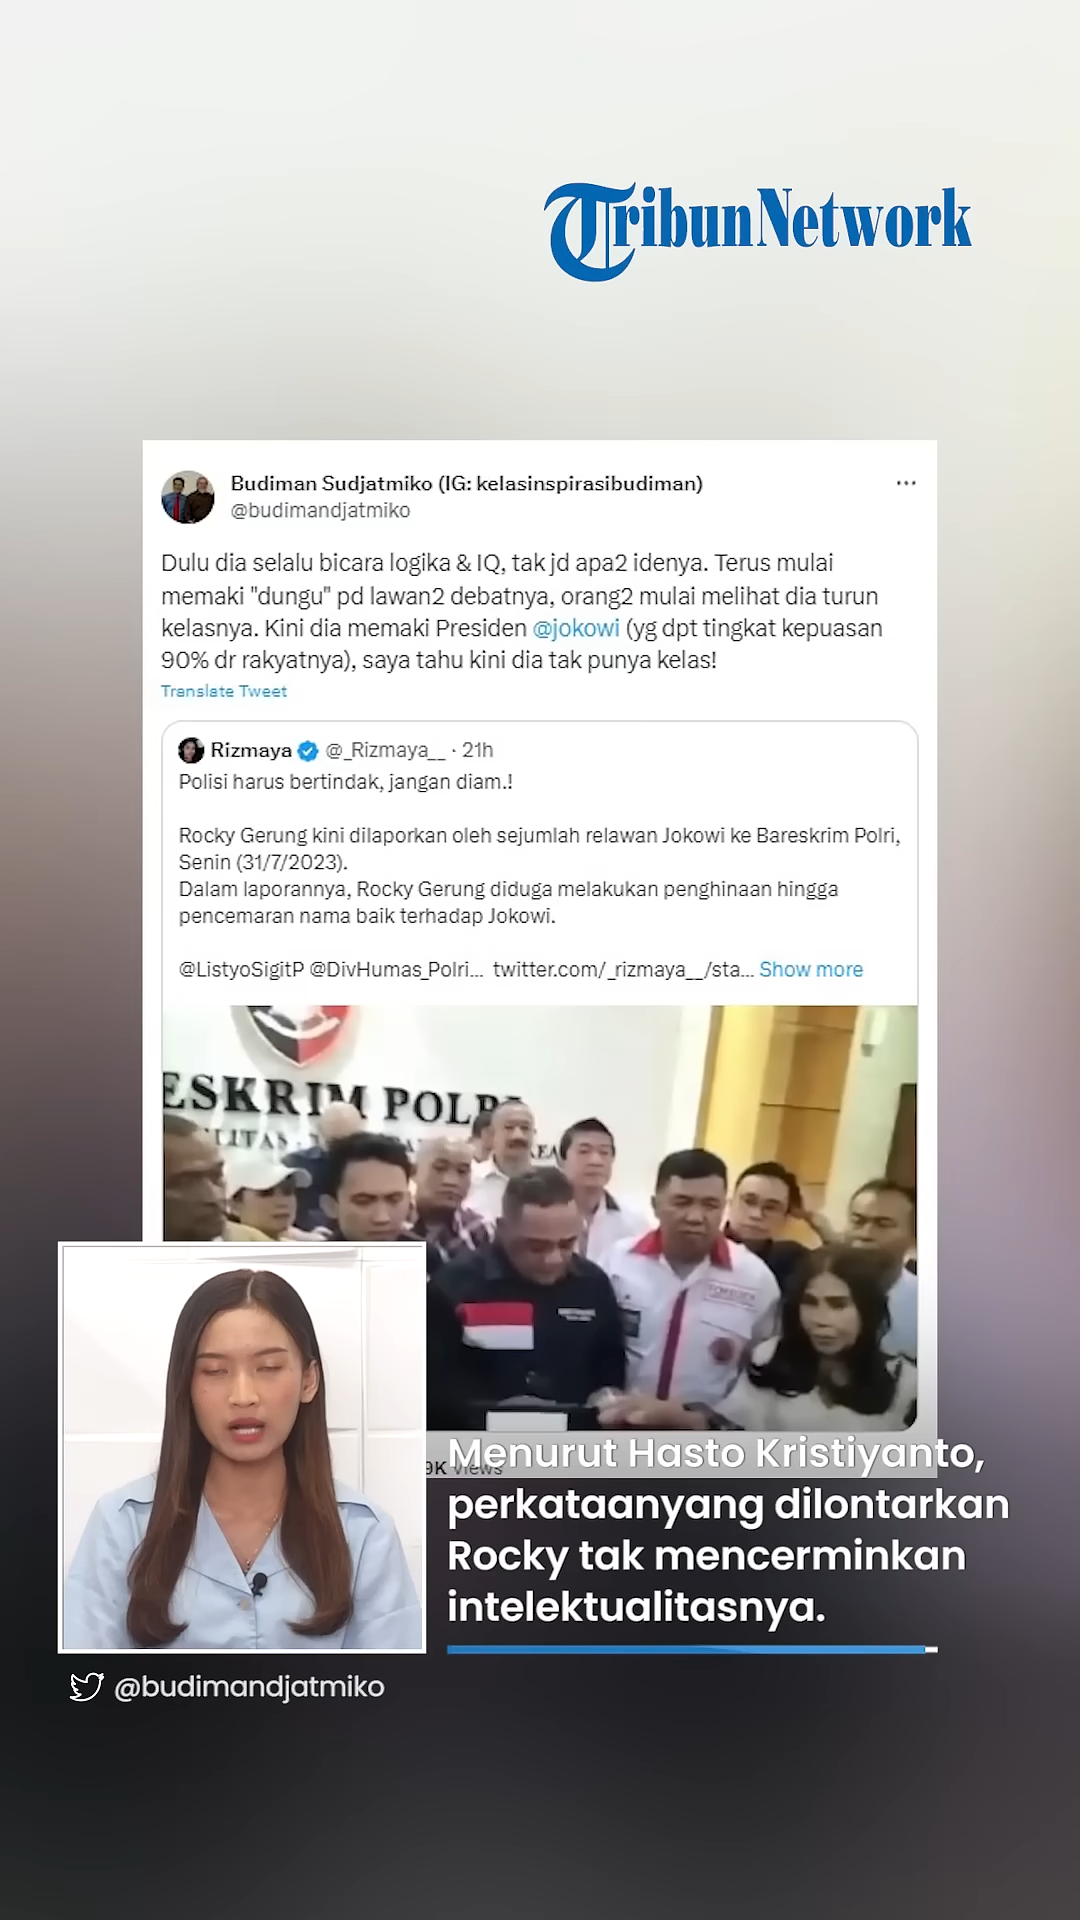 TribunNetwork
Budiman Sudjatmiko (IG: kelasinspirasibudiman)
@budimandjatmiko
Dulu dia selalu bicara logika & IQ, tak jd apa2 idenya. Terus mulai
memaki "dungu" pd lawan2 debatnya, orang2 mulai melihat dia turun
kelasnya. Kini dia memaki Presiden @jokowi (yg dpt tingkat kepuasan
90% dr rakyatnya), saya tahu kini dia tak punya kelas!
Translate Tweet
Rizmaya @_Rizmaya__ · 21h
Polisi harus bertindak, jangan diam.!
Rocky Gerung kini dilaporkan oleh sejumlah relawan Jokowi ke Bareskrim Polri,
Senin (31/7/2023).
Dalam laporannya, Rocky Gerung diduga melakukan penghinaan hingga
pencemaran nama baik terhadap Jokowi.
@ListyoSigitP @DivHumas_Polri... twitter.com/_rizmaya__/sta... Show more
ESKRIM POLRI
9K Views
Menurut Hasto Kristiyanto,
perkataanyang dilontarkan
Rocky tak mencerminkan
intelektualitasnya.
@budimandjatmiko